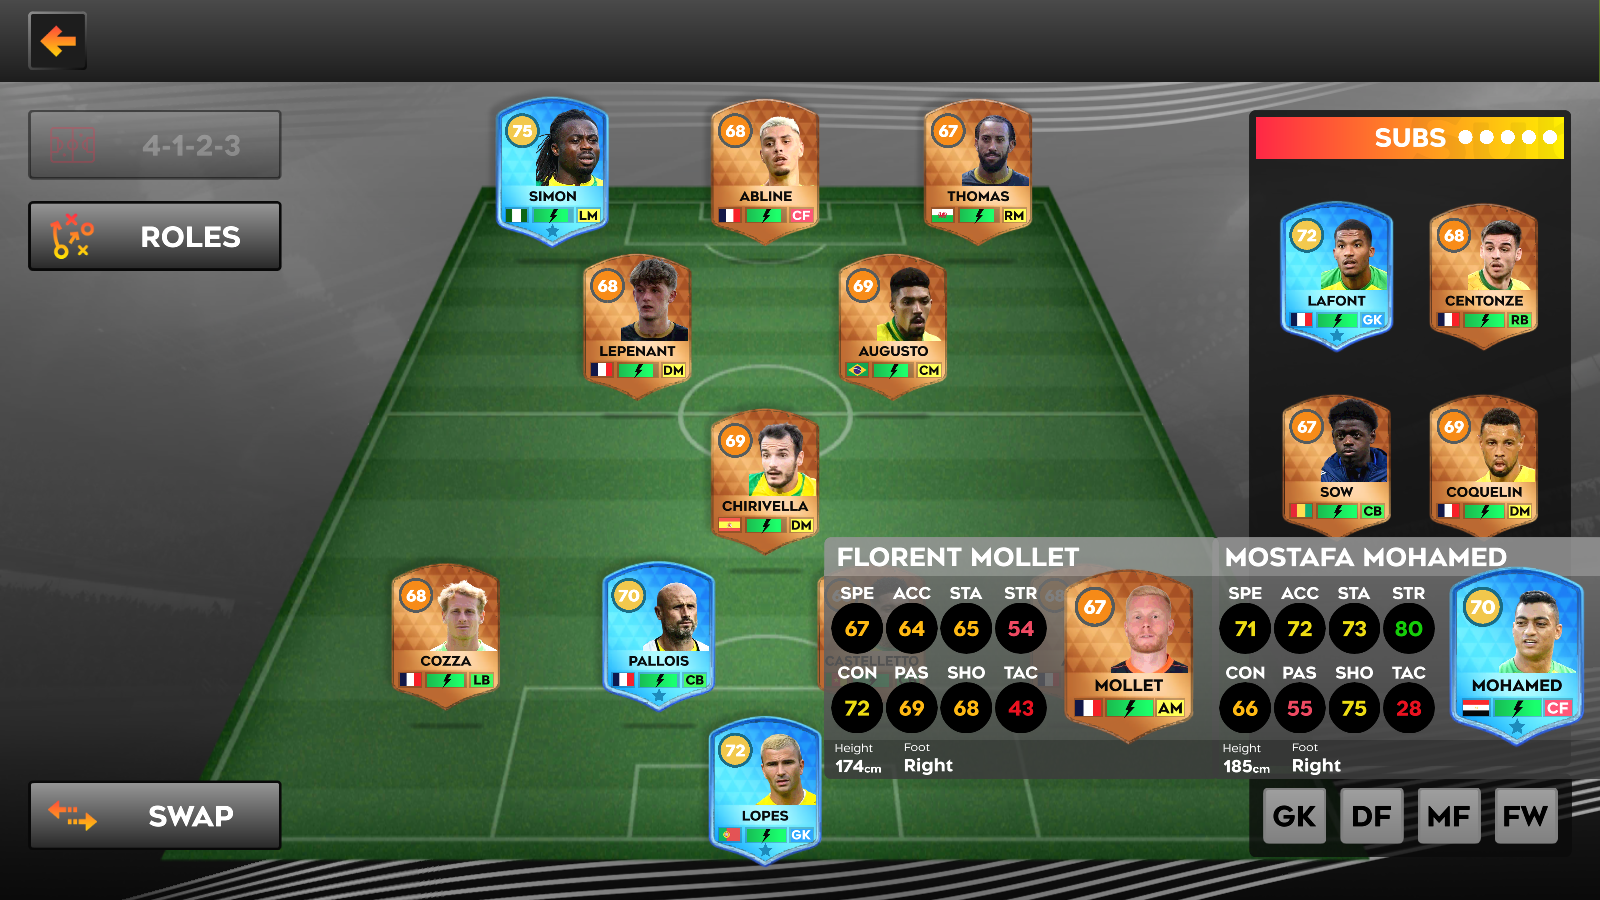 4-1-2-3
ROLES
SWAP
75
SIMON
LM
68
ABLINE
CF
67
THOMAS
RM
68
LEPENANT
DM
69
AUGUSTO
CM
69
CHIRIVELLA
DM
68
COZZA
LB
70
PALLOIS
CB
CASTELLETTO
68
72
LOPES
GK
SUBS
72
LAFONT
GK
68
CENTONZE
RB
67
SOW
CB
69
COQUELIN
DM
FLORENT MOLLET
SPE ACC STA STR
67 64 65 54
CON PAS SHO TAC
72 69 68 43
Height Foot
174cm Right
67
MOLLET
AM
MOSTAFA MOHAMED
SPE ACC STA STR
71 72 73 80
CON PAS SHO TAC
66 55 75 28
Height Foot
185cm Right
70
MOHAMED
CF
GK DF MF FW